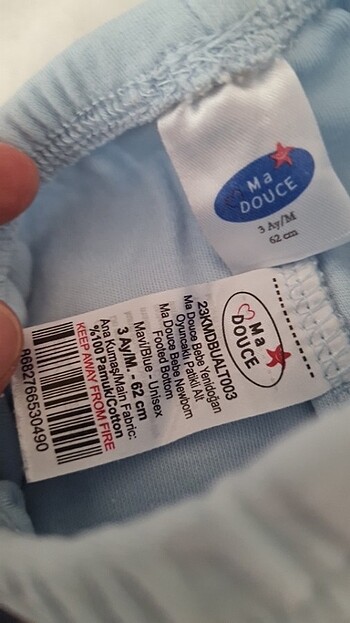 Ma
DOUCE
3 Ay/M
62 cm
Ma
DOUCE
23KMDBUALT003
Ma Douce Bebe Yenidoğan
Oyuncaklı Patikli Alt
Ma Douce Bebe Newborn
Footed Bottom
Mavi/Blue - Unisex
3 Ay/M. - 62 cm
Ana Kumaş/Main Fabric:
%100 Pamuk/Cotton
KEEP AWAY FROM FIRE
8682766530490